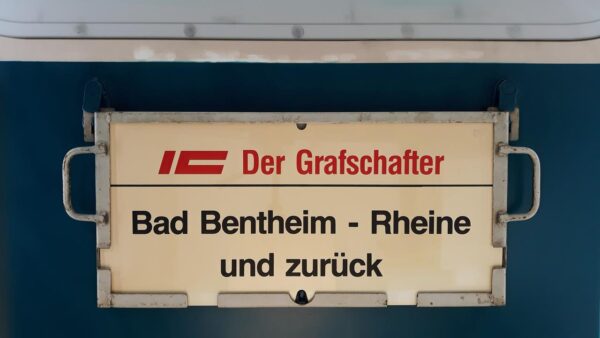 IC Der Grafschafter
Bad Bentheim - Rheine
und zurück